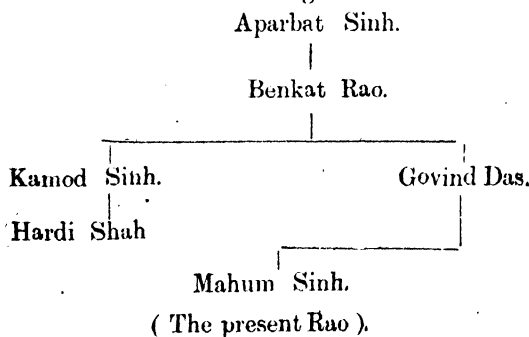 Aparbat Sinh.
Benkat Rao.
Kamod Sinh. Govind Das.
Hardi Shah
Mahum Sinh.
( The present Rao ).